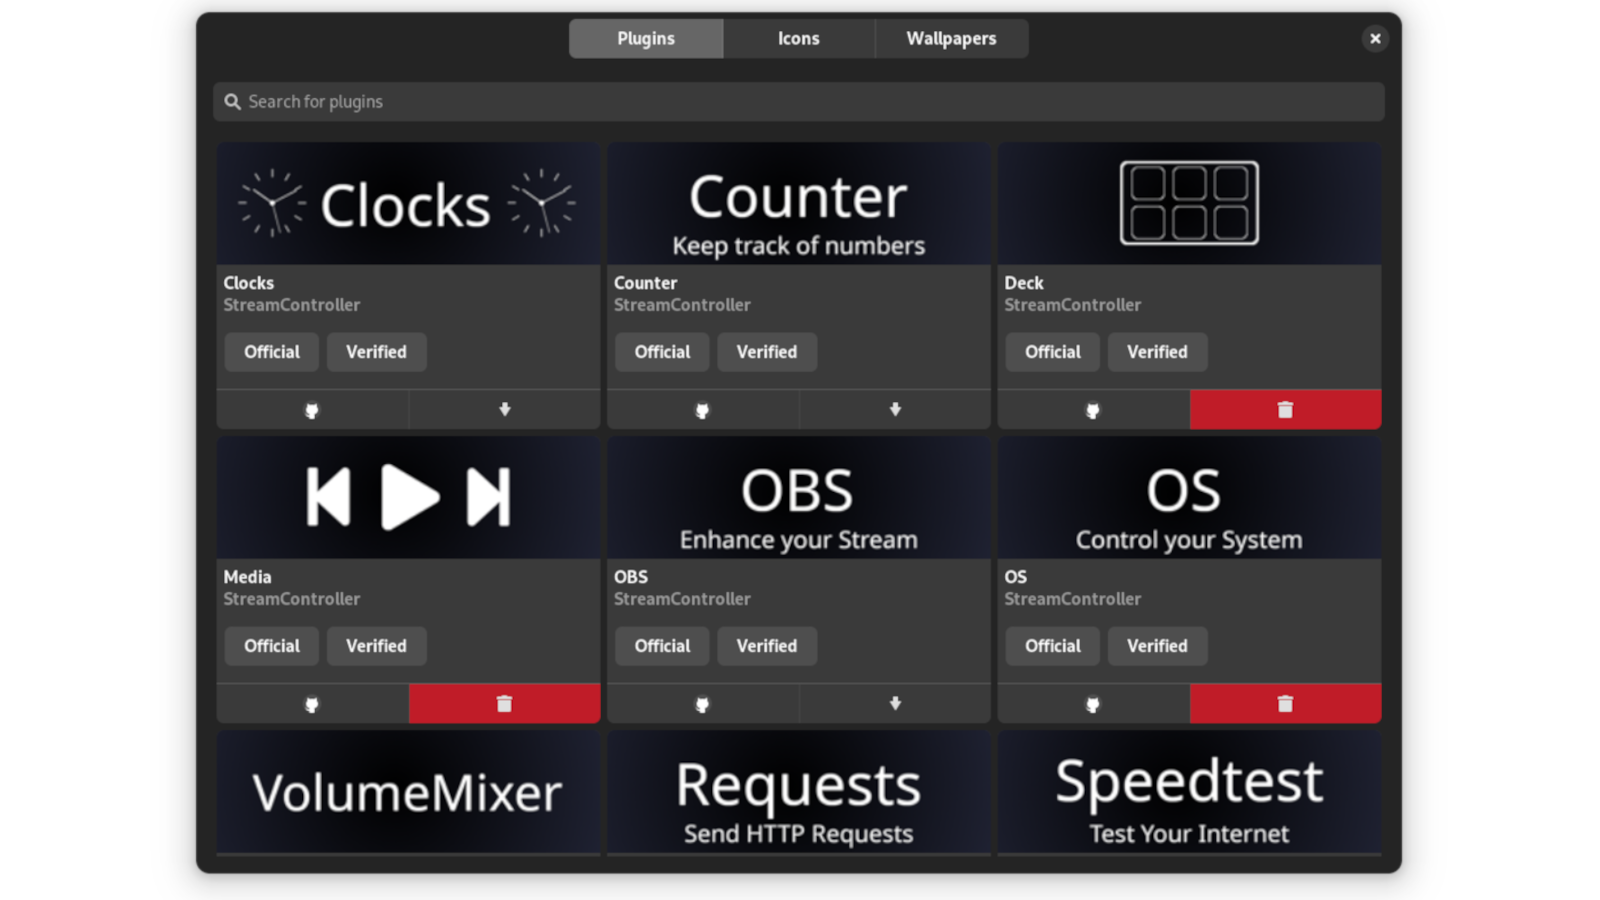 Plugins
Icons
Wallpapers
Search for plugins
Clocks
Clocks
StreamController
Official
Verified
Counter
Keep track of numbers
Counter
StreamController
Official
Verified
Deck
StreamController
Official
Verified
Media
StreamController
Official
Verified
OBS
Enhance your Stream
OBS
StreamController
Official
Verified
OS
Control your System
OS
StreamController
Official
Verified
VolumeMixer
Requests
Send HTTP Requests
Speedtest
Test Your Internet